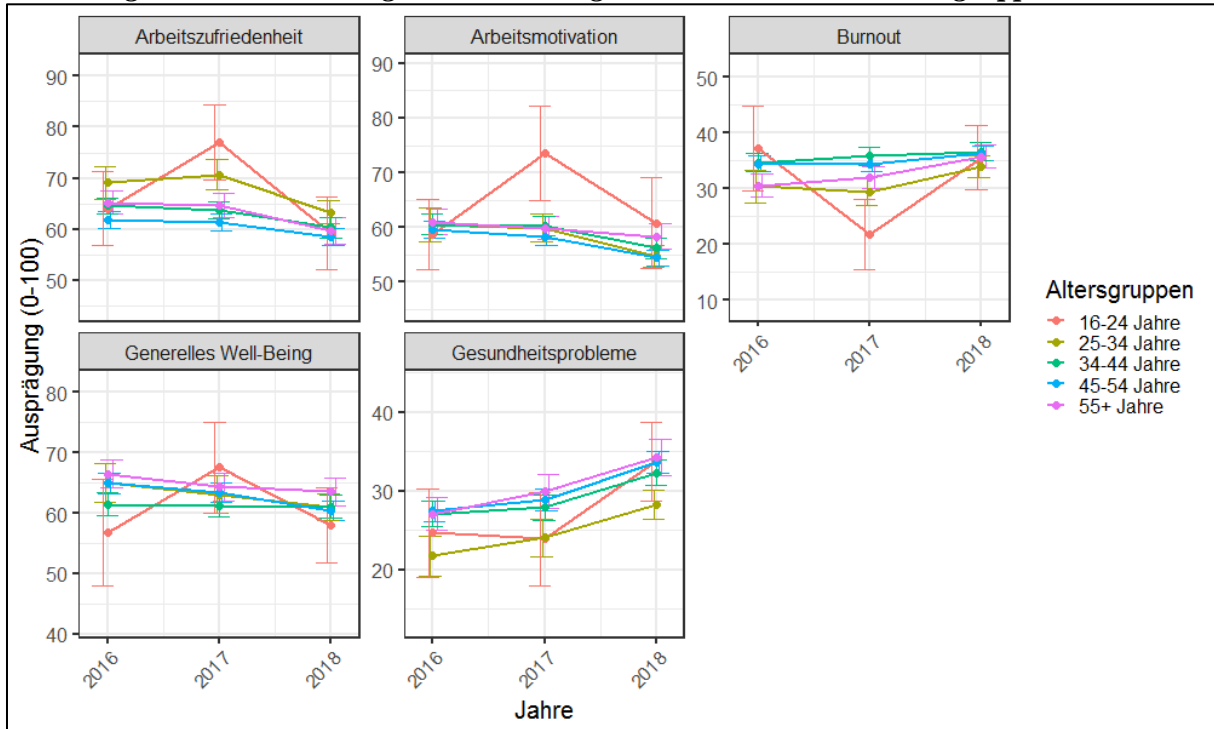 Arbeitszufriedenheit
Arbeitsmotivation
Burnout
90
80
70
60
50
90
80
70
60
50
50
40
30
20
10
2016
2017
2018
Generelles Well-Being
Gesundheitsprobleme
80
70
60
50
40
40
30
20
2016
2017
2018
2016
2017
2018
Ausprägung (0-100)
Jahre
Altersgruppen
16-24 Jahre
25-34 Jahre
34-44 Jahre
45-54 Jahre
55+ Jahre